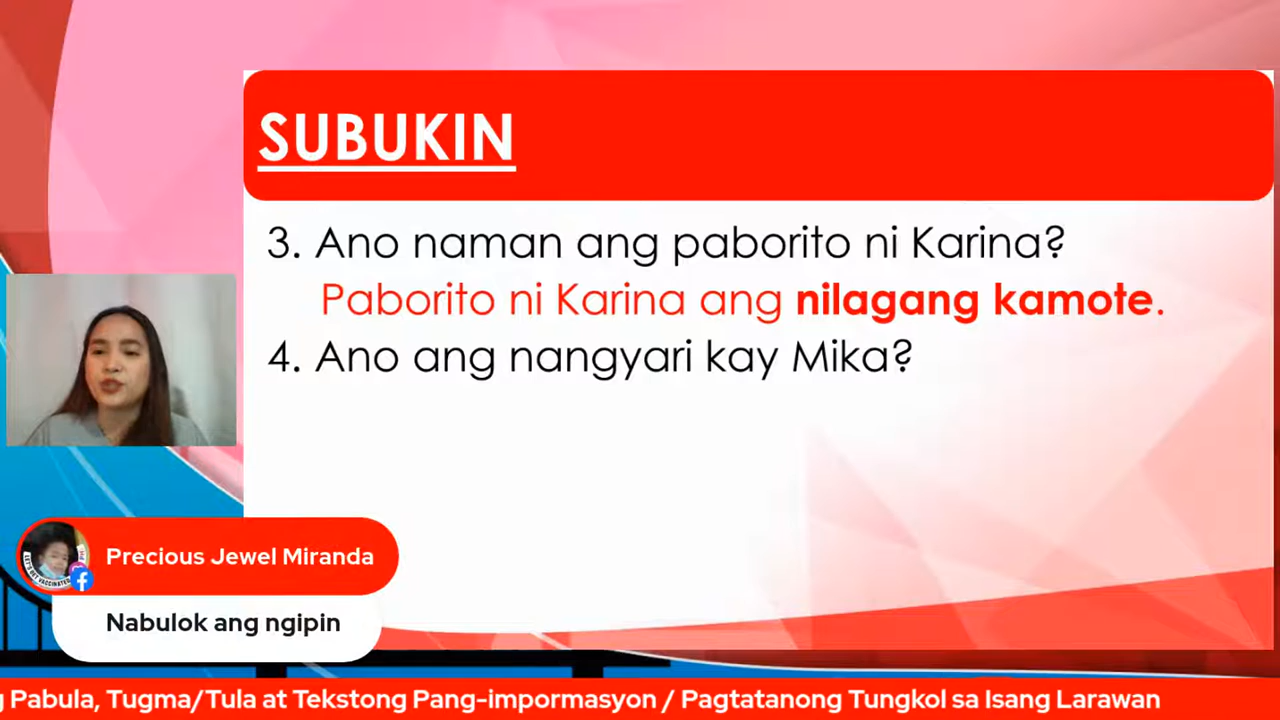 SUBUKIN
3. Ano naman ang paborito ni Karina?
Paborito ni Karina ang nilagang kamote.
4. Ano ang nangyari kay Mika?
Precious Jewel Miranda
Nabulok ang ngipin
g Pabula, Tugma/Tula at Tekstong Pang-impormasyon / Pagtatanong Tungkol sa Isang Larawan